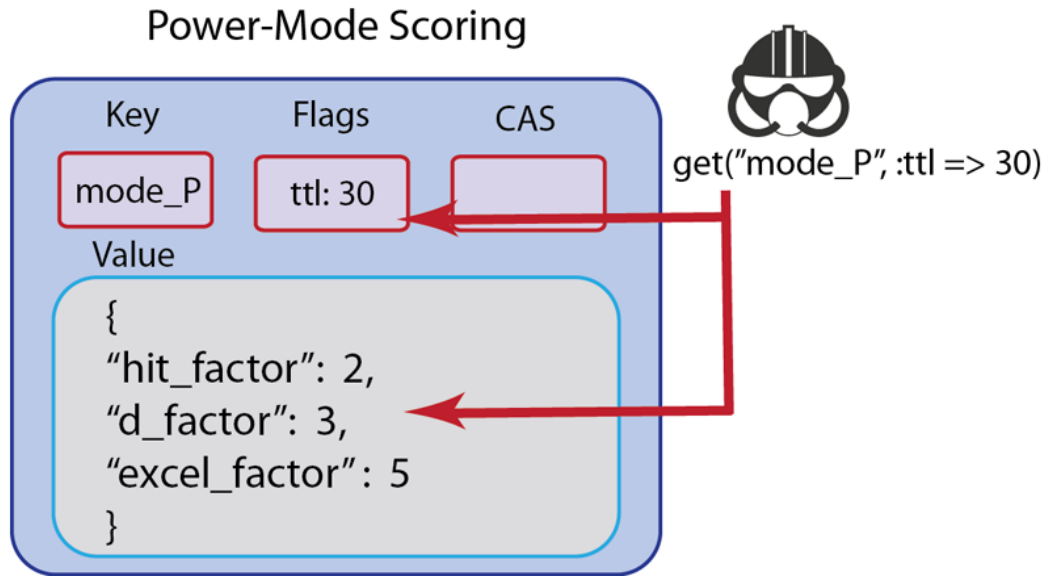 Power-Mode Scoring
Key Flags CAS
mode_P ttl: 30
get(”mode_P”, :ttl => 30)
Value
{
“hit_factor”: 2,
“d_factor”: 3,
“excel_factor” : 5
}